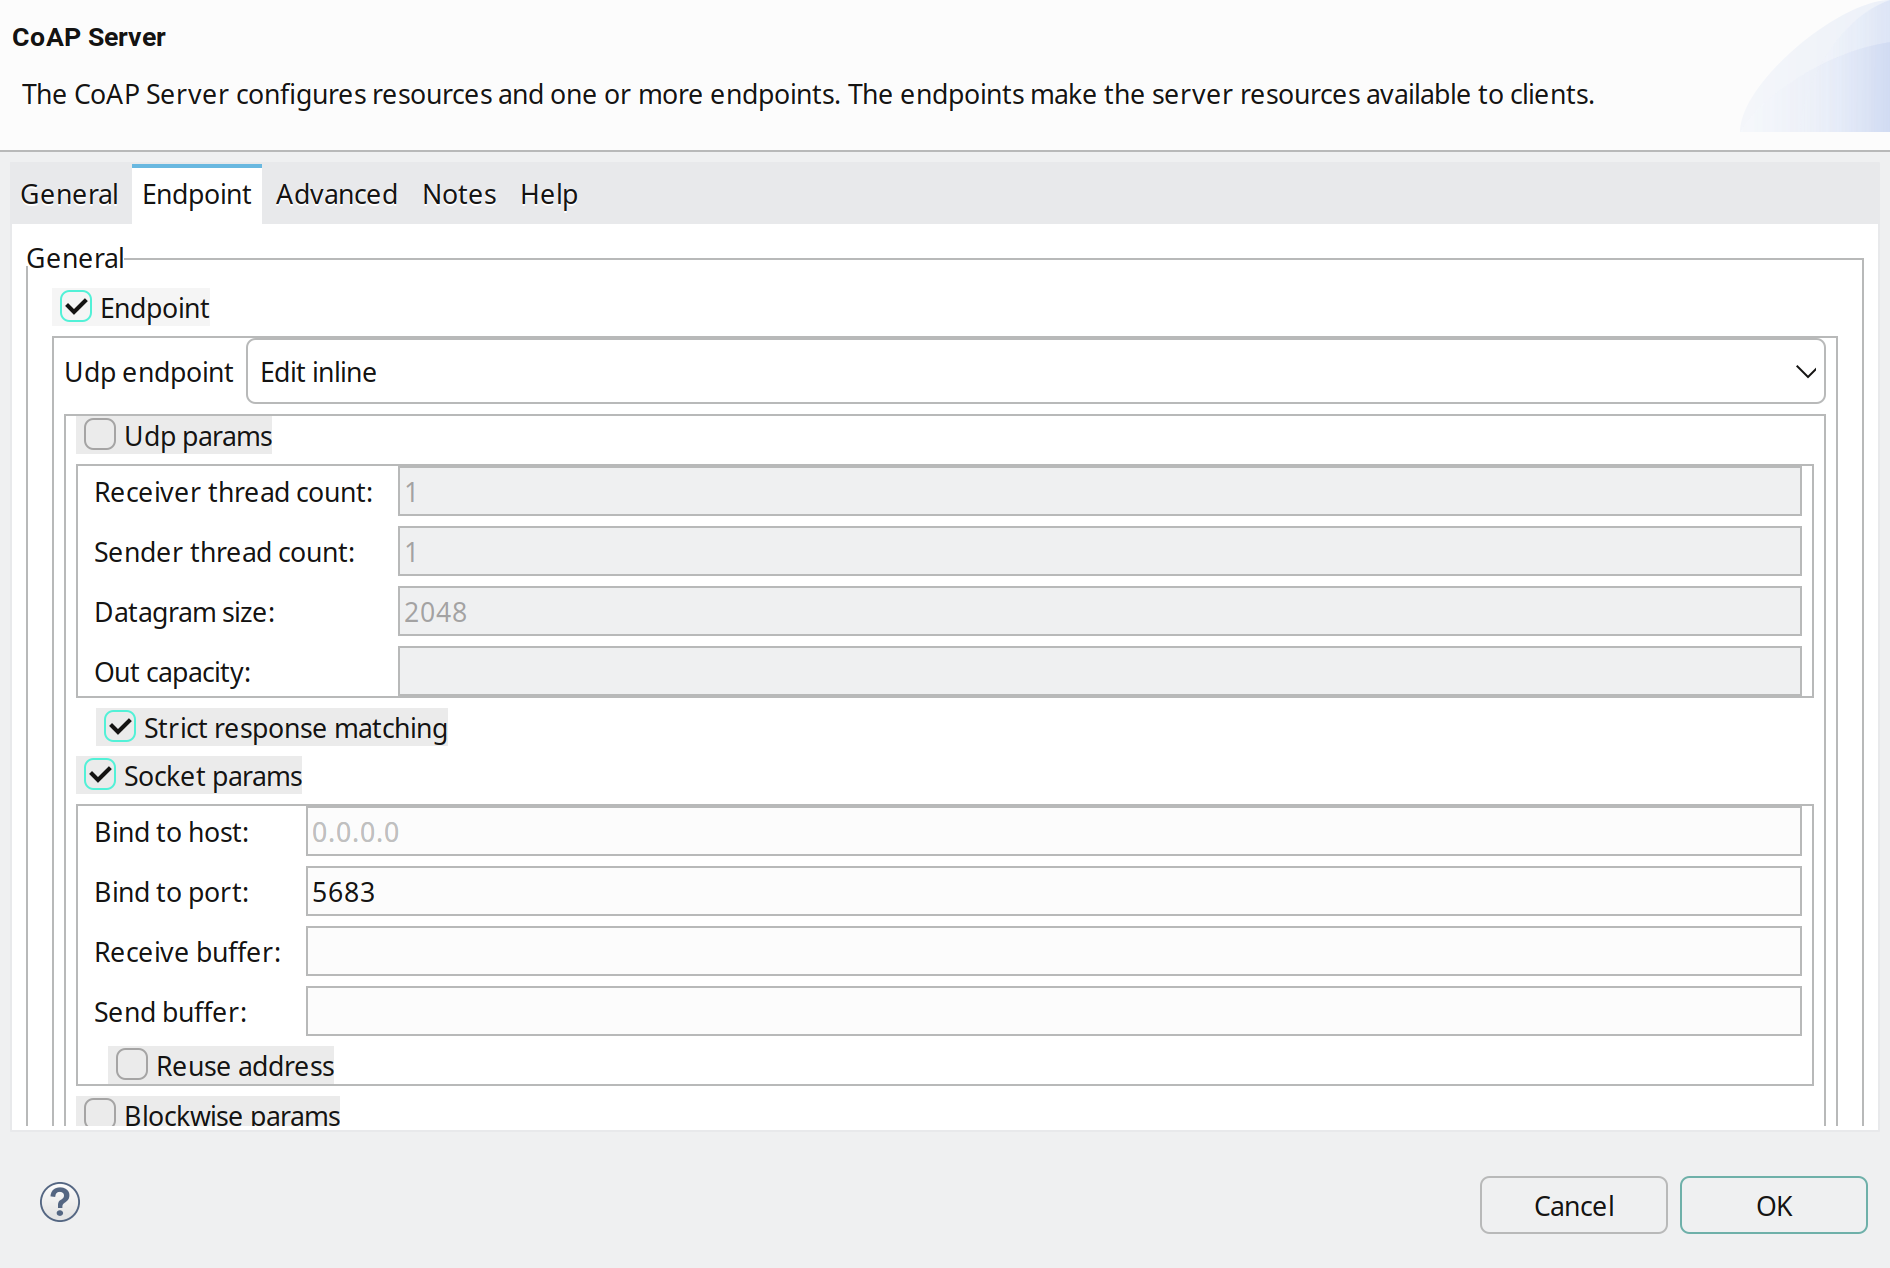 CoAP Server
The CoAP Server configures resources and one or more endpoints. The endpoints make the server resources available to clients.
General Endpoint Advanced Notes Help
General
Endpoint
Udp endpoint Edit inline
Udp params
Receiver thread count: 1
Sender thread count: 1
Datagram size: 2048
Out capacity:
Strict response matching
Socket params
Bind to host: 0.0.0.0
Bind to port: 5683
Receive buffer:
Send buffer:
Reuse address
Blockwise params
? Cancel OK